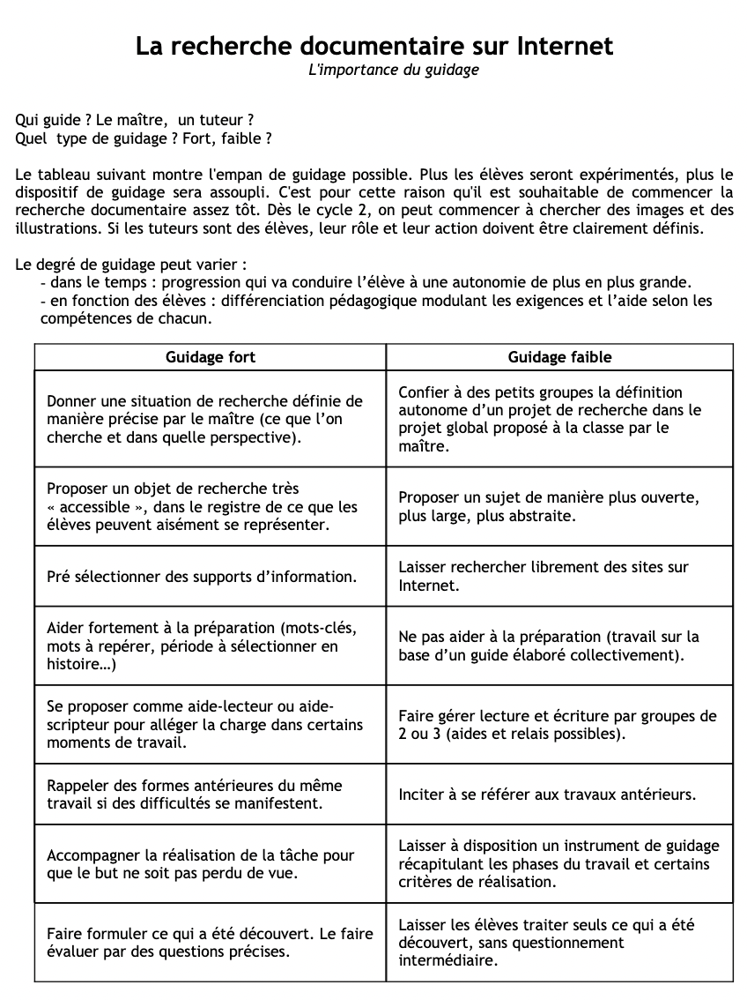 La recherche documentaire sur Internet
L'importance du guidage
Qui guide ? Le maître,  un tuteur ?
Quel  type de guidage ? Fort, faible ?
Le tableau suivant montre l'empan de guidage possible. Plus les élèves seront expérimentés, plus le
dispositif de guidage sera assoupli. C'est pour cette raison qu'il est souhaitable de commencer la
recherche documentaire assez tôt. Dès le cycle 2, on peut commencer à chercher des images et des
illustrations. Si les tuteurs sont des élèves, leur rôle et leur action doivent être clairement définis.
Le degré de guidage peut varier :
- dans le temps : progression qui va conduire l’élève à une autonomie de plus en plus grande.
- en fonction des élèves : différenciation pédagogique modulant les exigences et l’aide selon les
compétences de chacun.
Guidage fort
Guidage faible
Donner une situation de recherche définie de
manière précise par le maître (ce que l’on
cherche et dans quelle perspective).
Confier à des petits groupes la définition
autonome d’un projet de recherche dans le
projet global proposé à la classe par le
maître.
Proposer un objet de recherche très
« accessible », dans le registre de ce que les
élèves peuvent aisément se représenter.
Proposer un sujet de manière plus ouverte,
plus large, plus abstraite.
Pré sélectionner des supports d’information.
Laisser rechercher librement des sites sur
Internet.
Aider fortement à la préparation (mots-clés,
mots à repérer, période à sélectionner en
histoire…)
Ne pas aider à la préparation (travail sur la
base d’un guide élaboré collectivement).
Se proposer comme aide-lecteur ou aide-
scripteur pour alléger la charge dans certains
moments de travail.
Faire gérer lecture et écriture par groupes de
2 ou 3 (aides et relais possibles).
Rappeler des formes antérieures du même
travail si des difficultés se manifestent.
Inciter à se référer aux travaux antérieurs.
Accompagner la réalisation de la tâche pour
que le but ne soit pas perdu de vue.
Laisser à disposition un instrument de guidage
récapitulant les phases du travail et certains
critères de réalisation.
Faire formuler ce qui a été découvert. Le faire
évaluer par des questions précises.
Laisser les élèves traiter seuls ce qui a été
découvert, sans questionnement
intermédiaire.